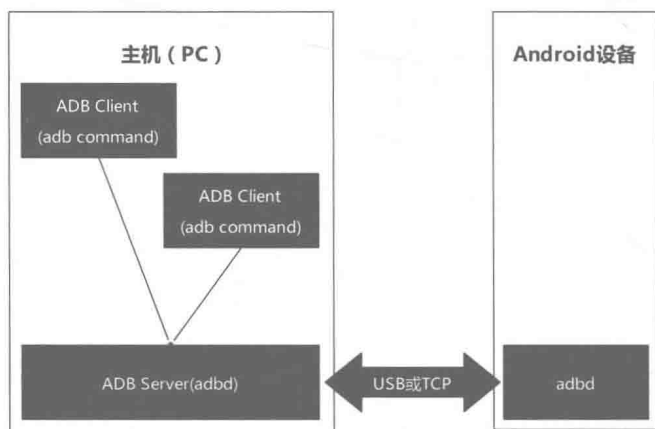 主机（PC）
Android设备
ADB Client
(adb command)
ADB Client
(adb command)
ADB Server(adbd)
USB或TCP
adbd